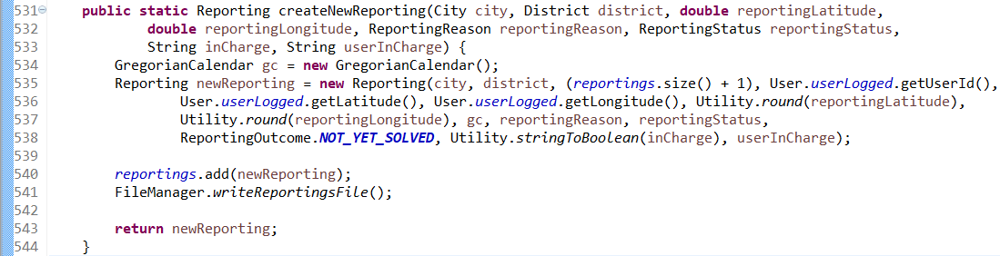 531 public static Reporting createNewReporting(City city, District district, double reportingLatitude,
532 double reportingLongitude, ReportingReason reportingReason, ReportingStatus reportingStatus,
533 String inCharge, String userInCharge) {
534 GregorianCalendar gc = new GregorianCalendar();
535 Reporting newReporting = new Reporting(city, district, (reportings.size() + 1), User.userLogged.getUserId(),
536 User.userLogged.getLatitude(), User.userLogged.getLongitude(), Utility.round(reportingLatitude),
537 Utility.round(reportingLongitude), gc, reportingReason, reportingStatus,
538 ReportingOutcome.NOT_YET_SOLVED, Utility.stringToBoolean(inCharge), userInCharge);
539
540 reportings.add(newReporting);
541 FileManager.writeReportingsFile();
542
543 return newReporting;
544 }